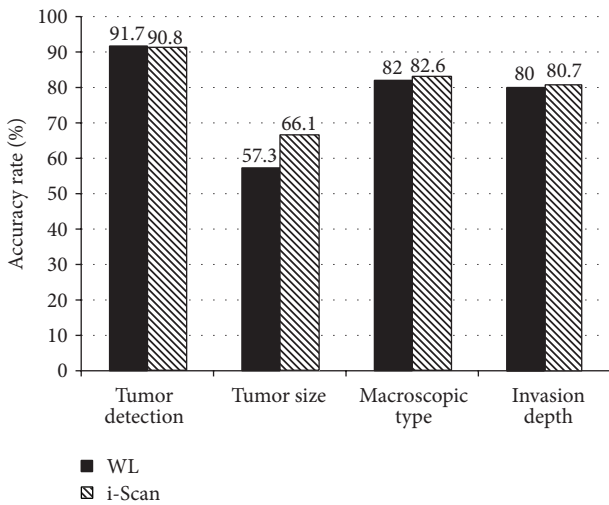 Accuracy rate (%)
100
90
80
70
60
50
40
30
20
10
0
91.7 90.8
57.3
66.1
82 82.6
80 80.7
Tumor detection
Tumor size
Macroscopic type
Invasion depth
WL
i-Scan